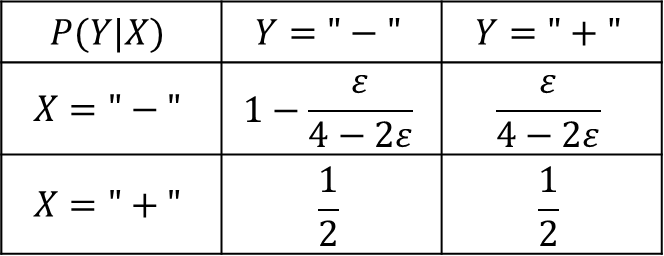 P(Y|X) Y = " − " Y = " + "
X = " − " 1 − ε/(4 − 2ε) ε/(4 − 2ε)
X = " + " 1/2 1/2